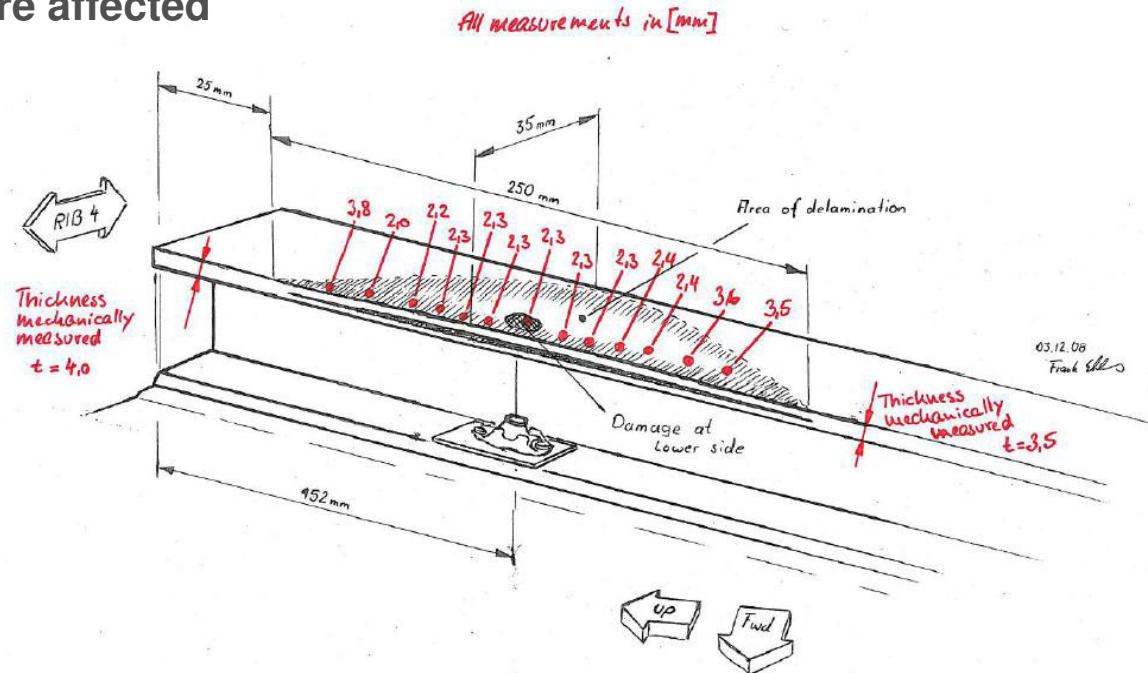 re affected
All measurements in [mm]
25 mm
35 mm
250 mm
Area of delamination
RIB 4
3,8
2,0
2,2
2,3
2,3
2,3
2,3
2,3
2,3
2,4
2,4
3,6
3,5
Thickness
mechanically
measured
t = 4,0
03.12.08
Frank
Thickness
mechanically
measured
t=3,5
Damage at
Lower side
952mm
up
Fwd